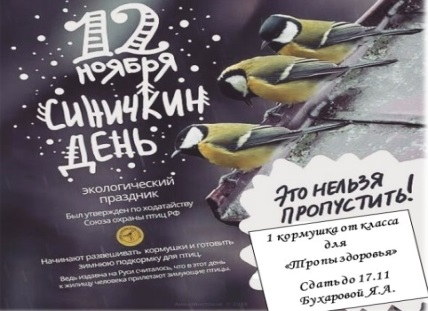 12
НОЯБРЯ
СИНИЧКИН
ДЕНЬ
экологический
праздник
Был утвержден по ходатайству
Союза охраны птиц РФ
Начинают развешивать кормушки и готовить
зимнюю подкормку для птиц.
Ведь издавна на Руси считалось, что в этот день
к жилищу человека прилетают зимующие птицы.
ЭТО НЕЛЬЗЯ
ПРОПУСТИТЬ!
1 кормушка от класса
для
«Тропыздоровья»
Сдать до 17.11
Бухаровой Я.А.